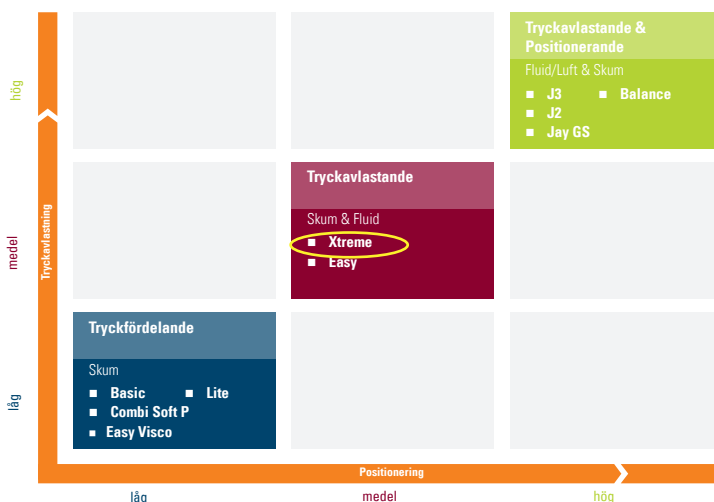 Tryckavlastande &
Positionerande
Fluid/Luft & Skum
■ J3 ■ Balance
■ J2
■ Jay GS
hög
Tryckavlastande
Skum & Fluid
■ Xtreme
■ Easy
medel
Tryckavlastning
Tryckfördelande
Skum
■ Basic ■ Lite
■ Combi Soft P
■ Easy Visco
låg
Positionering
låg medel hög